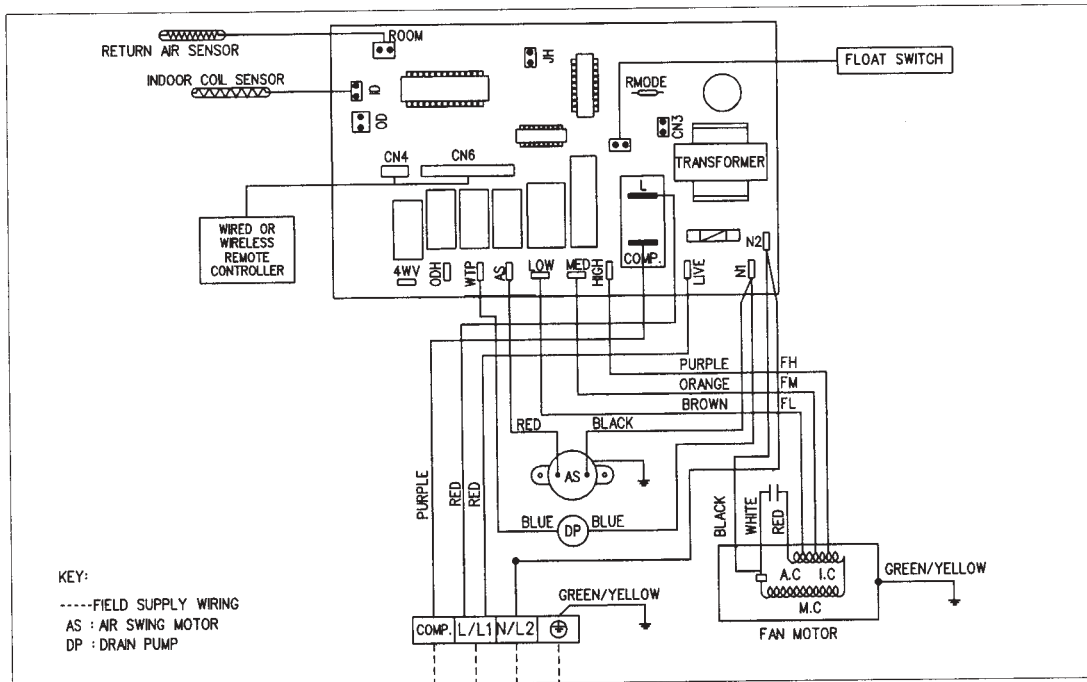 ROOM
RETURN AIR SENSOR
JH
FLOAT SWITCH
INDOOR COIL SENSOR
ID
RMODE
OD
CN3
CN4
CN6
TRANSFORMER
L
WIRED OR
WIRELESS
REMOTE
CONTROLLER
4WV
ODH
WTP
AS
LOW
MED
HIGH
COMP.
LIVE
N1
N2
PURPLE
FH
ORANGE
FM
BROWN
FL
RED
BLACK
AS
PURPLE
RED
RED
BLUE
DP
BLUE
BLACK
WHITE
RED
A.C
I.C
M.C
GREEN/YELLOW
FAN MOTOR
KEY:
-----FIELD SUPPLY WIRING
AS : AIR SWING MOTOR
DP : DRAIN PUMP
GREEN/YELLOW
COMP.
L/L1
N/L2